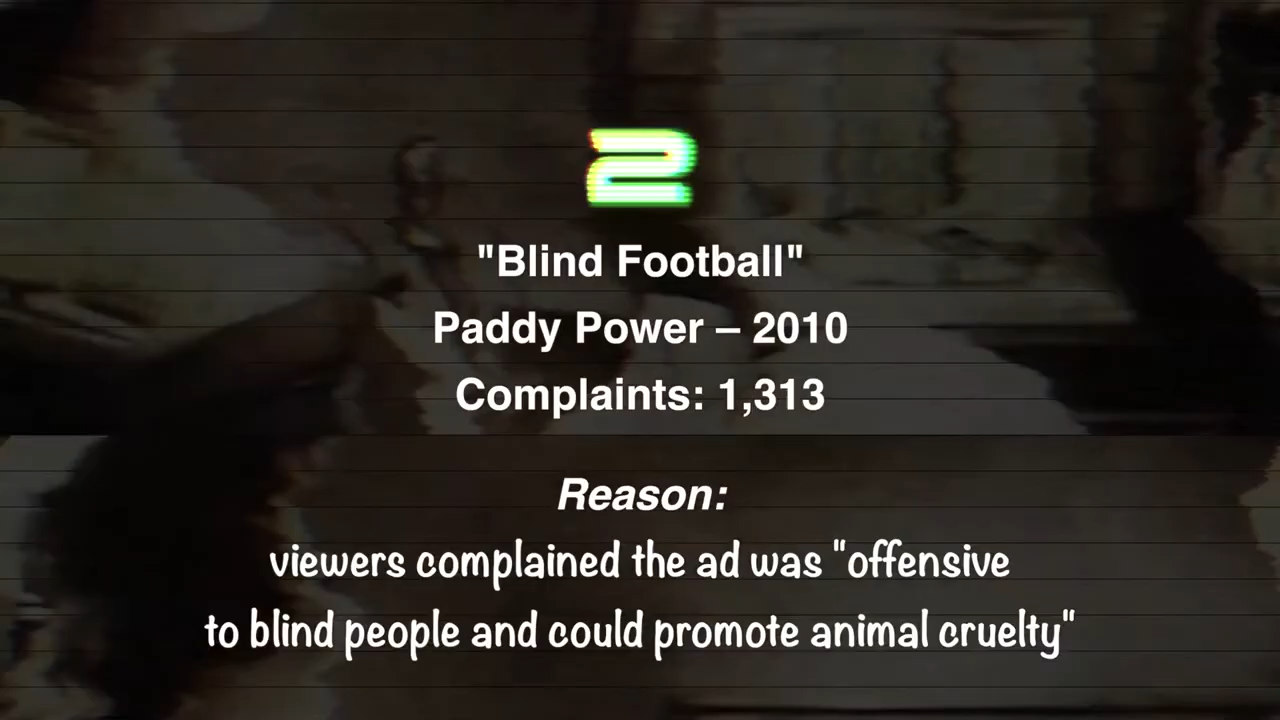 2
"Blind Football"
Paddy Power – 2010
Complaints: 1,313
Reason:
viewers complained the ad was "offensive
to blind people and could promote animal cruelty"